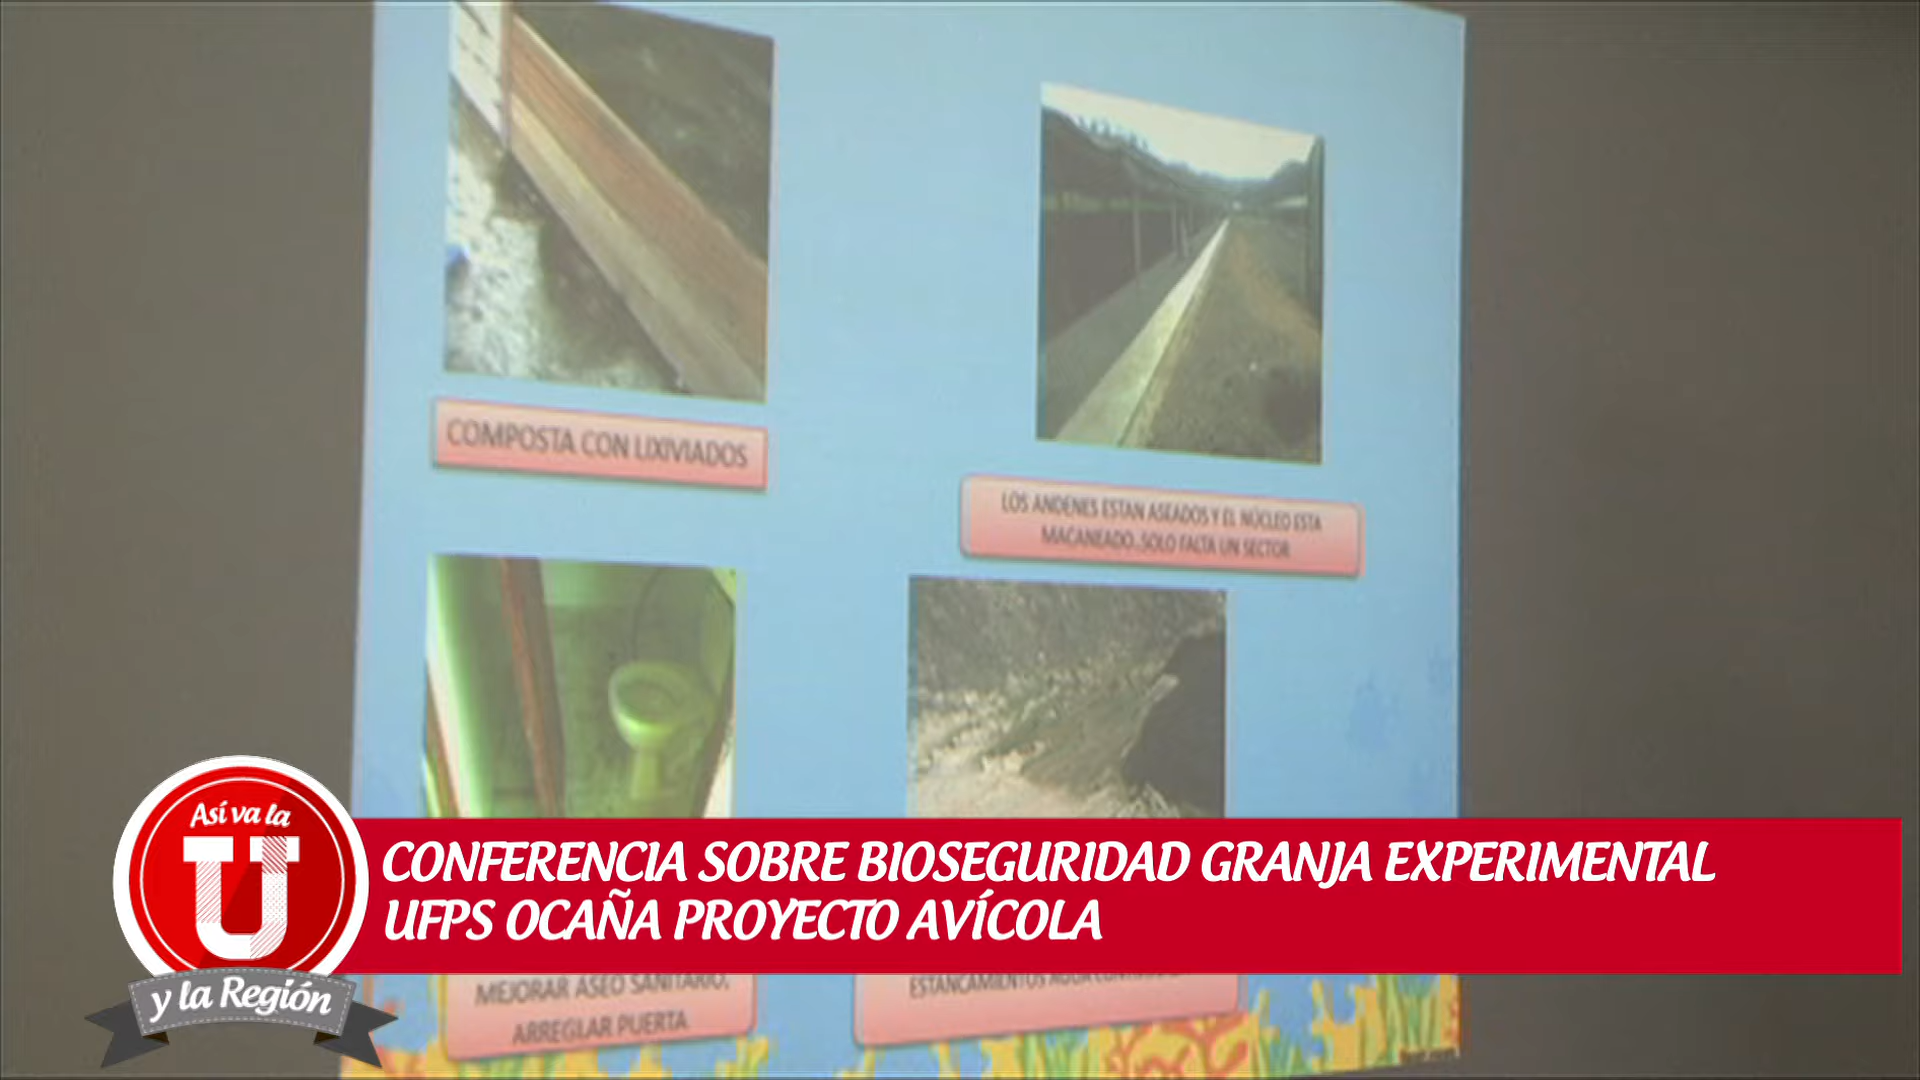 COMPOSTA CON LIXIVIADOS
LOS ANDENES ESTAN ASEADOS Y EL NÚCLEO ESTA
MACANEADO..SOLO FALTA UN SECTOR
Así va la
U
y la Región
CONFERENCIA SOBRE BIOSEGURIDAD GRANJA EXPERIMENTAL
UFPS OCAÑA PROYECTO AVÍCOLA
MEJORAR ASEO SANITARIO,
ARREGLAR PUERTA
ESTANCAMIENTOS AGUA